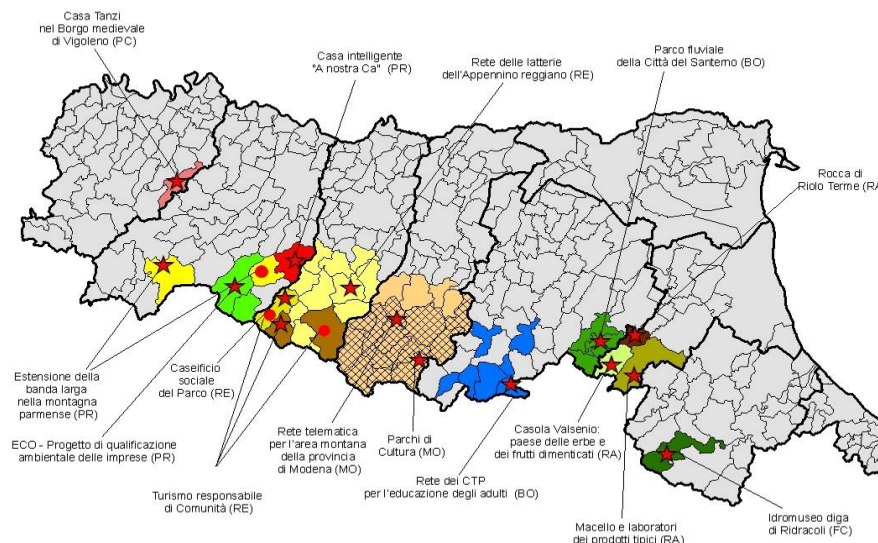 Casa Tanzi
nel Borgo medievale
di Vigoleno (PC)
Casa intelligente
"A nostra Ca" (PR)
Rete delle latterie
dell'Appennino reggiano (RE)
Parco fluviale
della Città del Santerno (BO)
Rocca di
Riolo Terme (RA
Estensione della
banda larga
nella montagna
parmense (PR)
ECO - Progetto di qualificazione
ambientale delle imprese (PR)
Caseificio
sociale
del Parco (RE)
Turismo responsabile
di Comunità (RE)
Rete telematica
per l'area montana
della provincia
di Modena (MO)
Parchi di
Cultura (MO)
Rete dei CTP
per l'educazione degli adulti (BO)
Casola Valsenio:
paese delle erbe e
dei frutti dimenticati (RA)
Macello e laboratori
dei prodotti tipici (RA)
Idromuseo diga
di Ridracoli (FC)